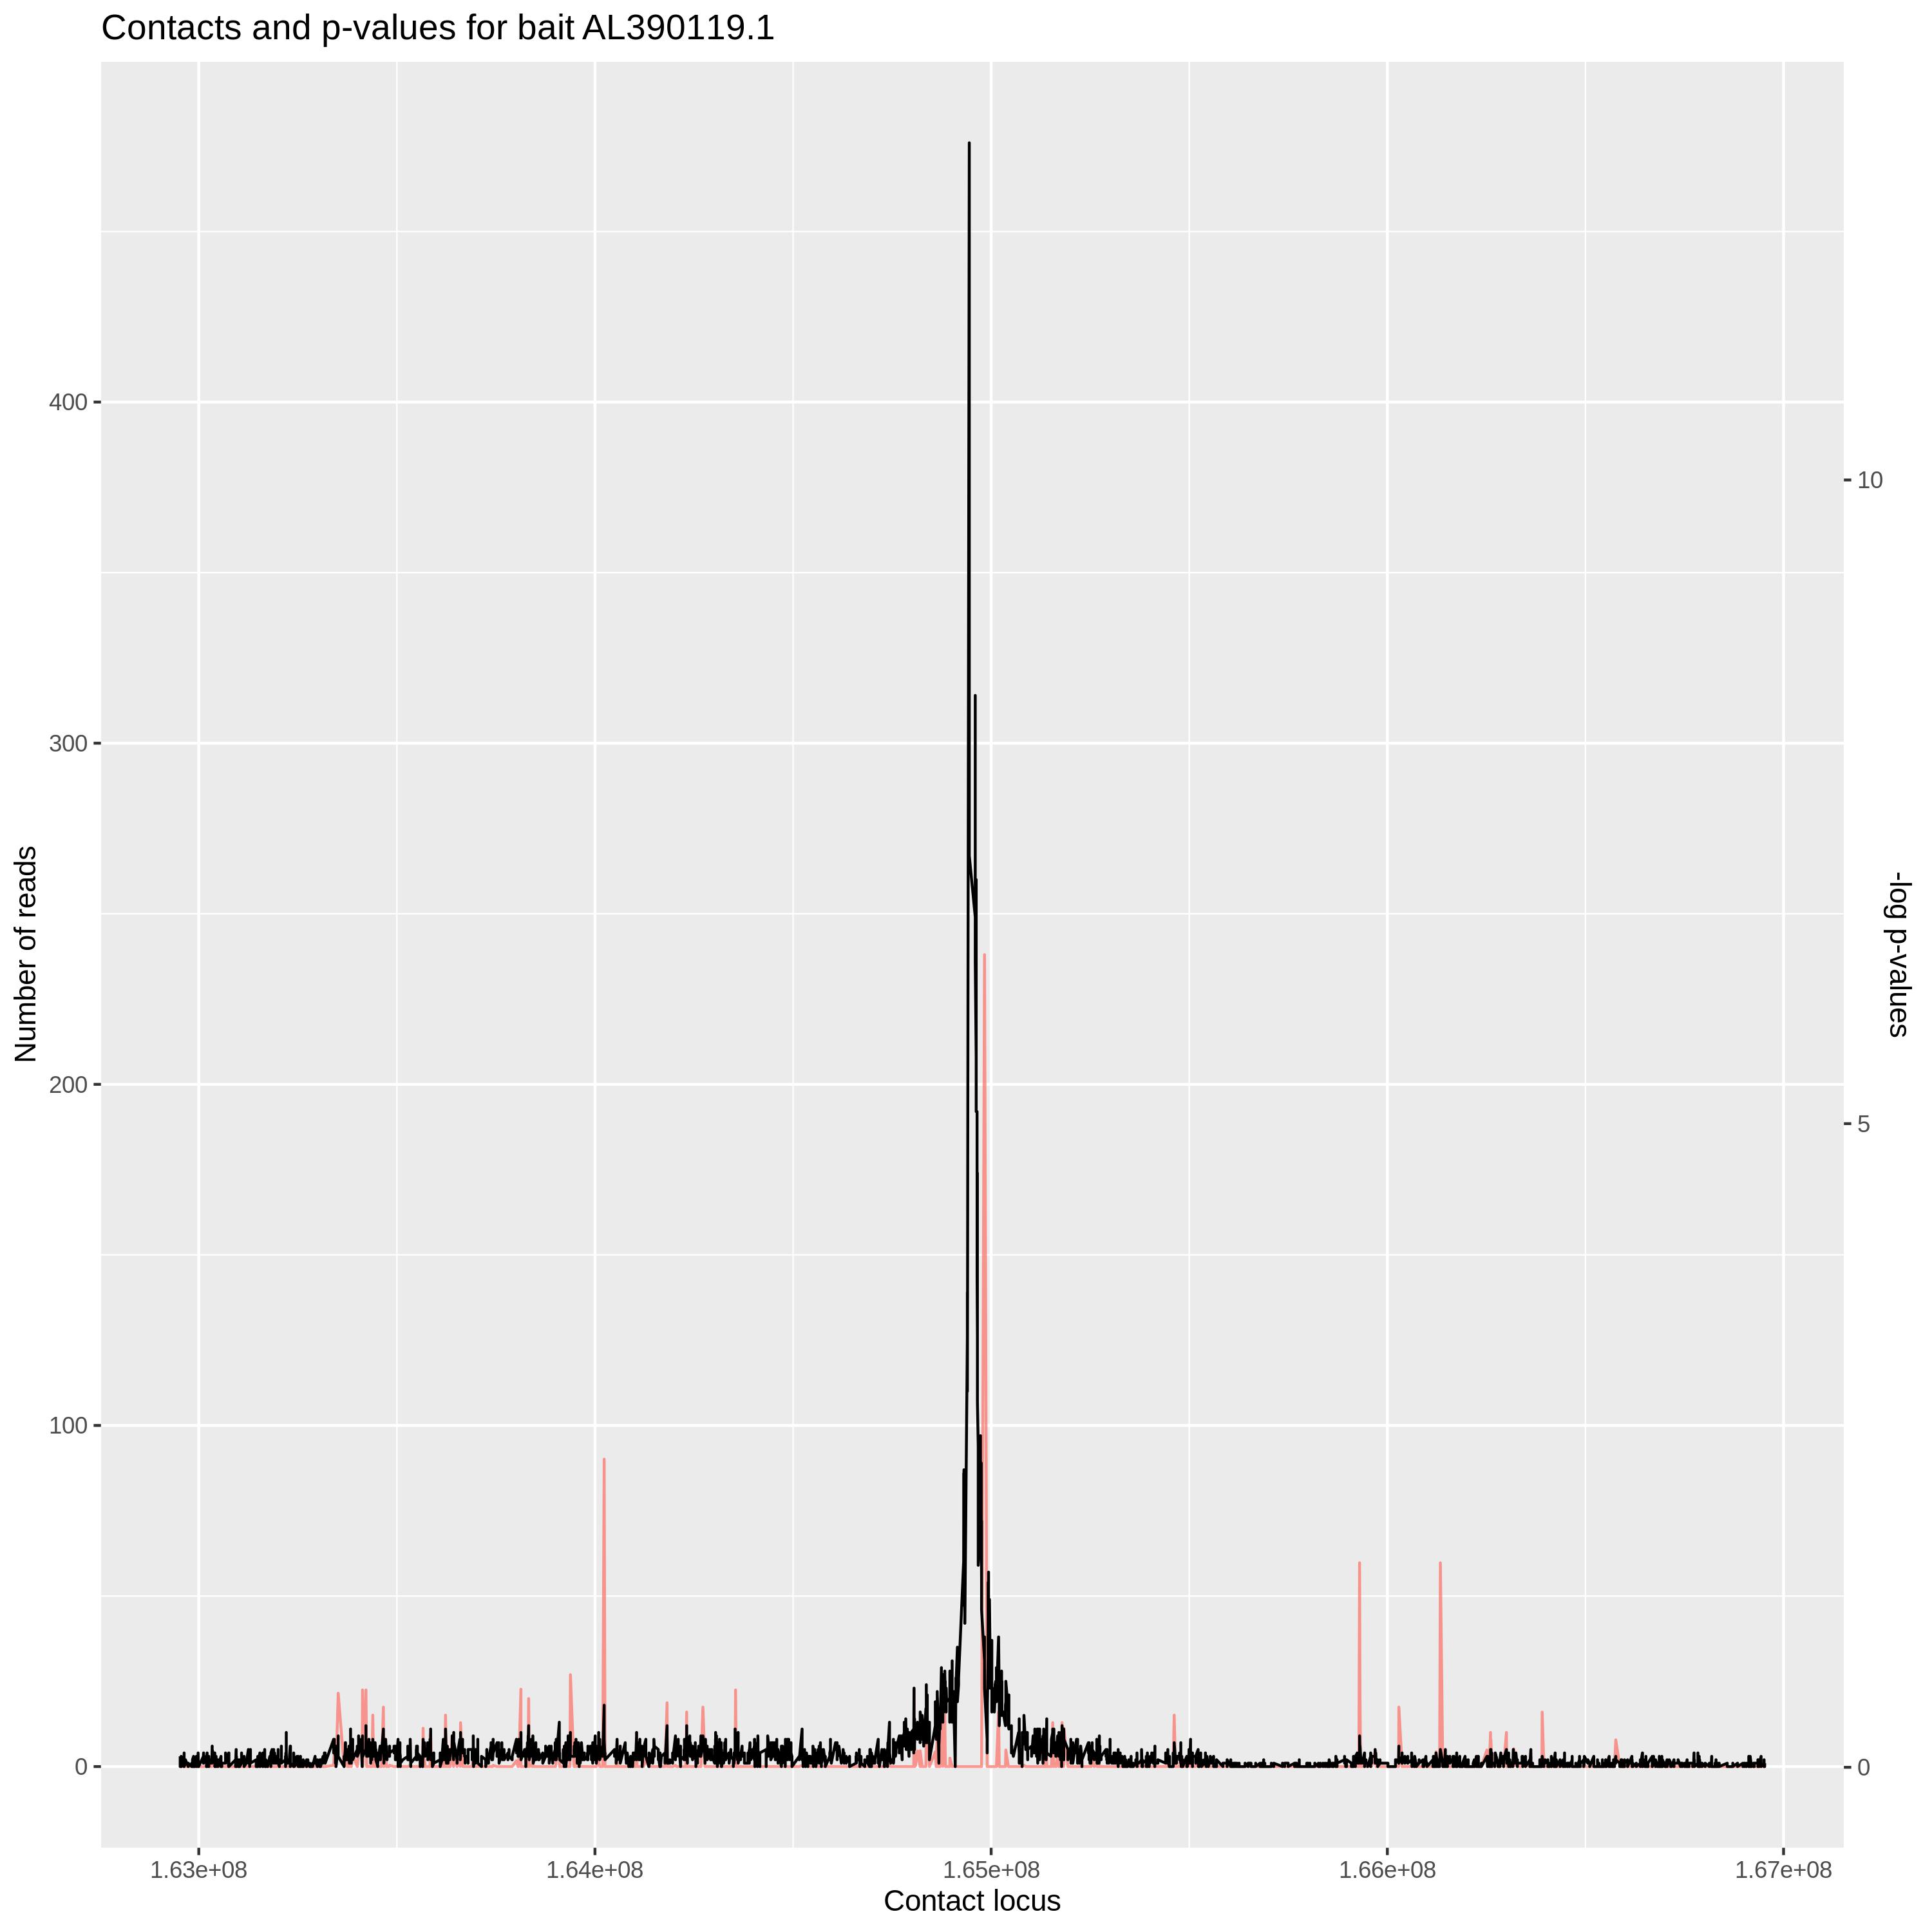 Contacts and p-values for bait AL390119.1
Number of reads
400
300
200
100
0
10
5
0
-log p-values
1.63e+08
1.64e+08
1.65e+08
1.66e+08
1.67e+08
Contact locus